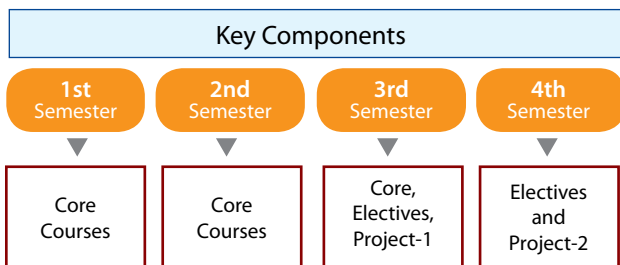 Key Components
1st
Semester
2nd
Semester
3rd
Semester
4th
Semester
Core
Courses
Core
Courses
Core,
Electives,
Project-1
Electives
and
Project-2